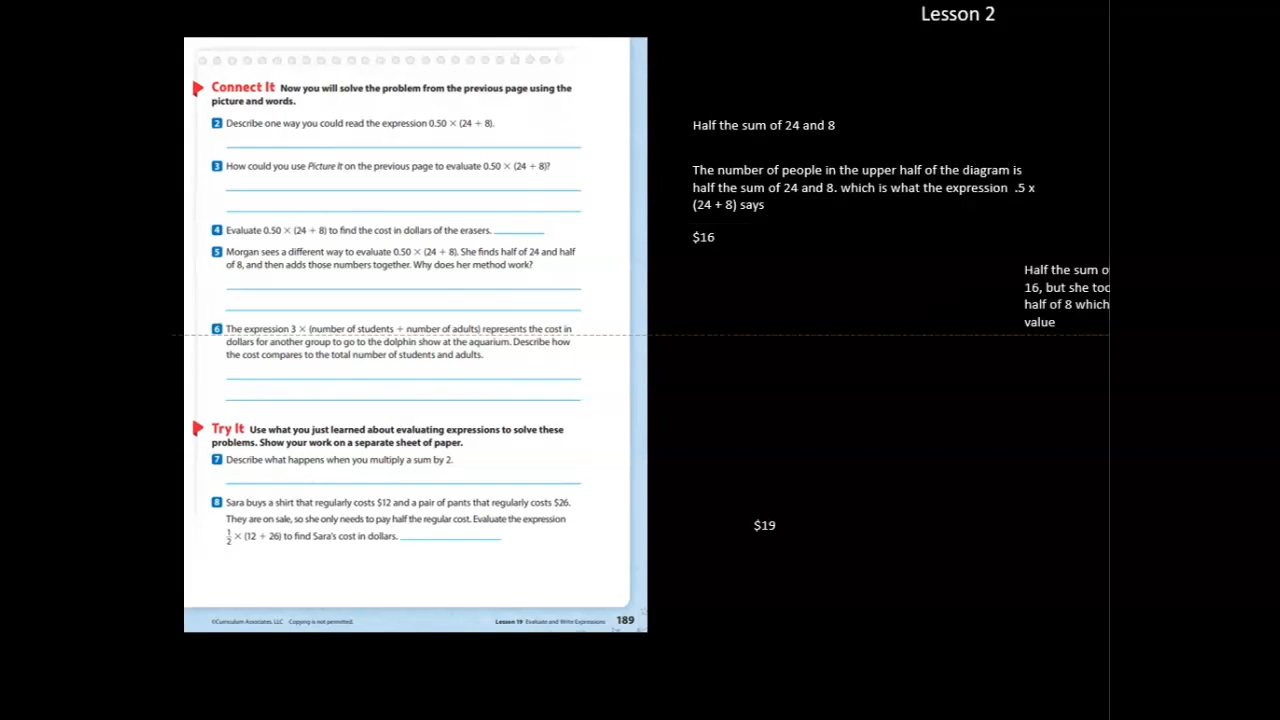 Lesson 2
Connect It Now you will solve the problem from the previous page using the
picture and words.
2 Describe one way you could read the expression 0.50 × (24 + 8).
3 How could you use Picture It on the previous page to evaluate 0.50 × (24 + 8)?
4 Evaluate 0.50 × (24 + 8) to find the cost in dollars of the erasers.
5 Morgan sees a different way to evaluate 0.50 × (24 + 8). She finds half of 24 and half
of 8, and then adds those numbers together. Why does her method work?
6 The expression 3 × (number of students + number of adults) represents the cost in
dollars for another group to go to the dolphin show at the aquarium. Describe how
the cost compares to the total number of students and adults.
Try It Use what you just learned about evaluating expressions to solve these
problems. Show your work on a separate sheet of paper.
7 Describe what happens when you multiply a sum by 2.
8 Sara buys a shirt that regularly costs $12 and a pair of pants that regularly costs $26.
They are on sale, so she only needs to pay half the regular cost. Evaluate the expression
1/2 × (12 + 26) to find Sara's cost in dollars.
©Curriculum Associates, LLC Copying is not permitted.
Lesson 19 Evaluate and Write Expressions 189
Half the sum of 24 and 8
The number of people in the upper half of the diagram is
half the sum of 24 and 8. which is what the expression .5 x
(24 + 8) says
$16
Half the sum
16, but she
half of 8 which
value
$19